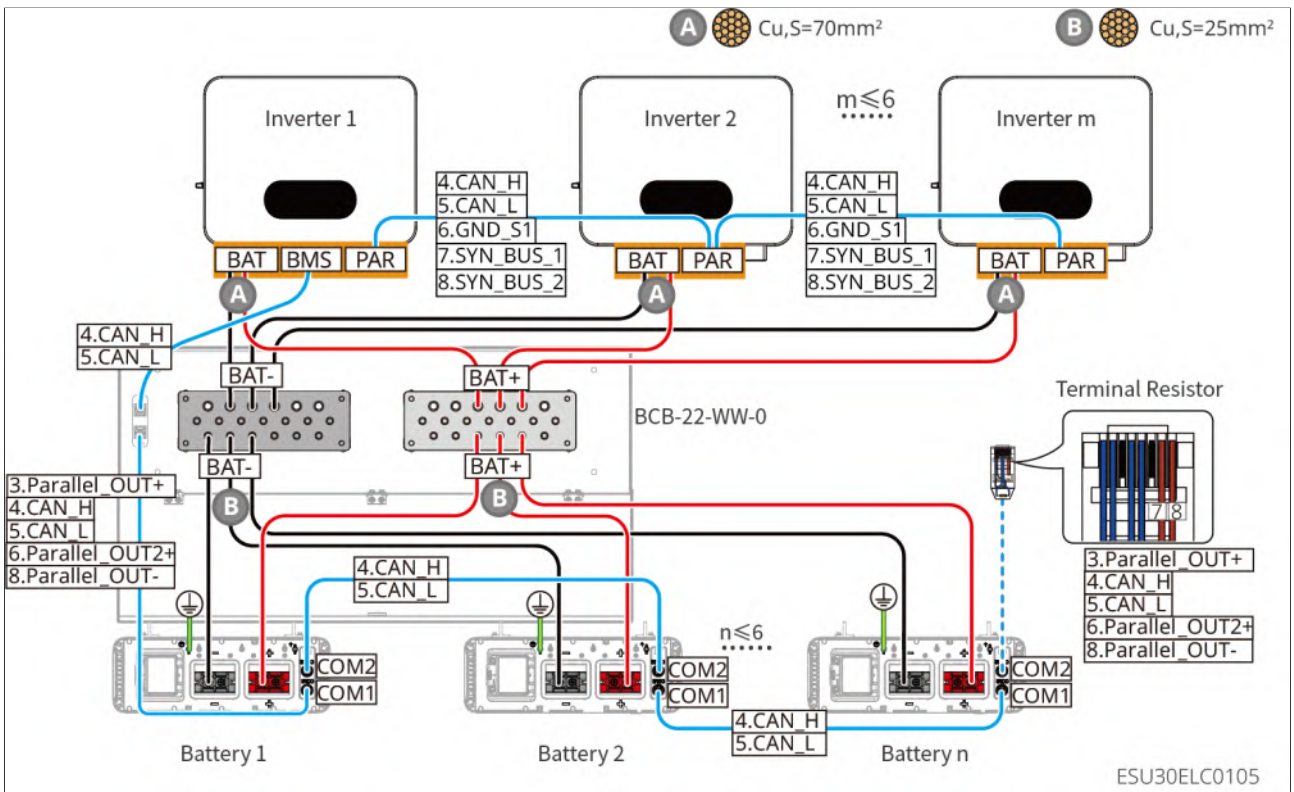 A Cu,S=70mm²
B Cu,S=25mm²
Inverter 1
Inverter 2
m≤6
Inverter m
4.CAN_H
5.CAN_L
6.GND_S1
7.SYN_BUS_1
8.SYN_BUS_2
4.CAN_H
5.CAN_L
6.GND_S1
7.SYN_BUS_1
8.SYN_BUS_2
BAT BMS PAR
BAT PAR
BAT PAR
A
A
A
4.CAN_H
5.CAN_L
BAT-
BAT+
BCB-22-WW-0
Terminal Resistor
7 8
BAT-
BAT+
B
B
3.Parallel_OUT+
4.CAN_H
5.CAN_L
6.Parallel_OUT2+
8.Parallel_OUT-
3.Parallel_OUT+
4.CAN_H
5.CAN_L
6.Parallel_OUT2+
8.Parallel_OUT-
4.CAN_H
5.CAN_L
n≤6
COM2
COM1
COM2
COM1
COM2
COM1
4.CAN_H
5.CAN_L
Battery 1
Battery 2
Battery n
ESU30ELC0105